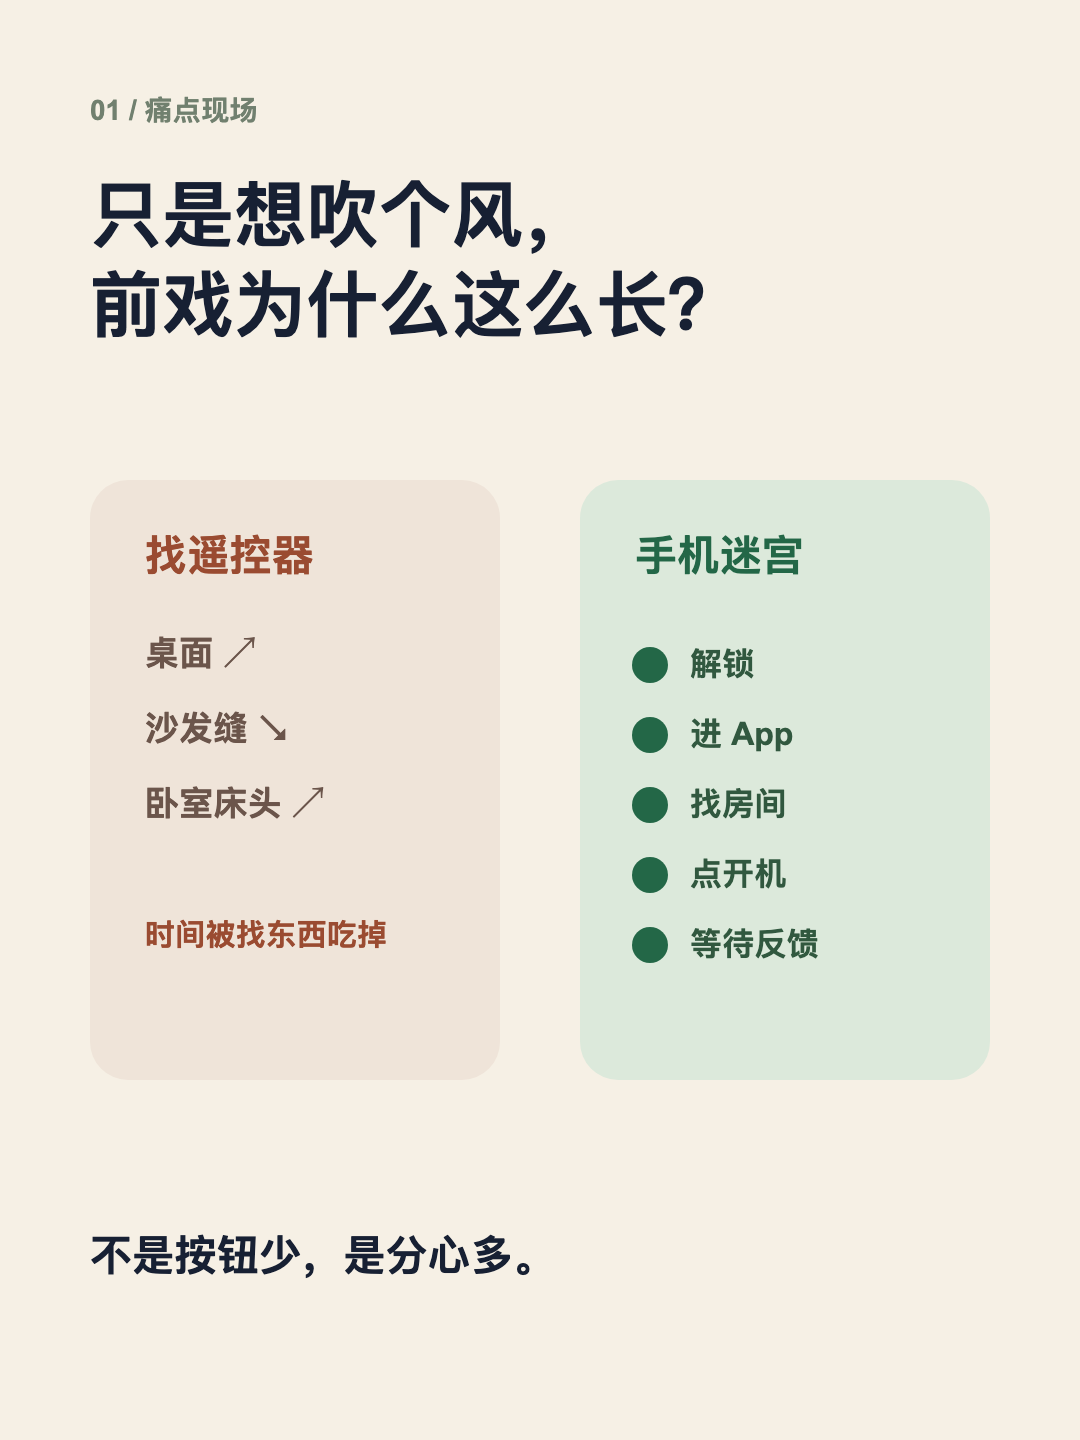 01 / 痛点现场
只是想吹个风，
前戏为什么这么长？
找遥控器
桌面 ↗
沙发缝 ↘
卧室床头 ↗
时间被找东西吃掉
手机迷宫
解锁
进 App
找房间
点开机
等待反馈
不是按钮少，是分心多。